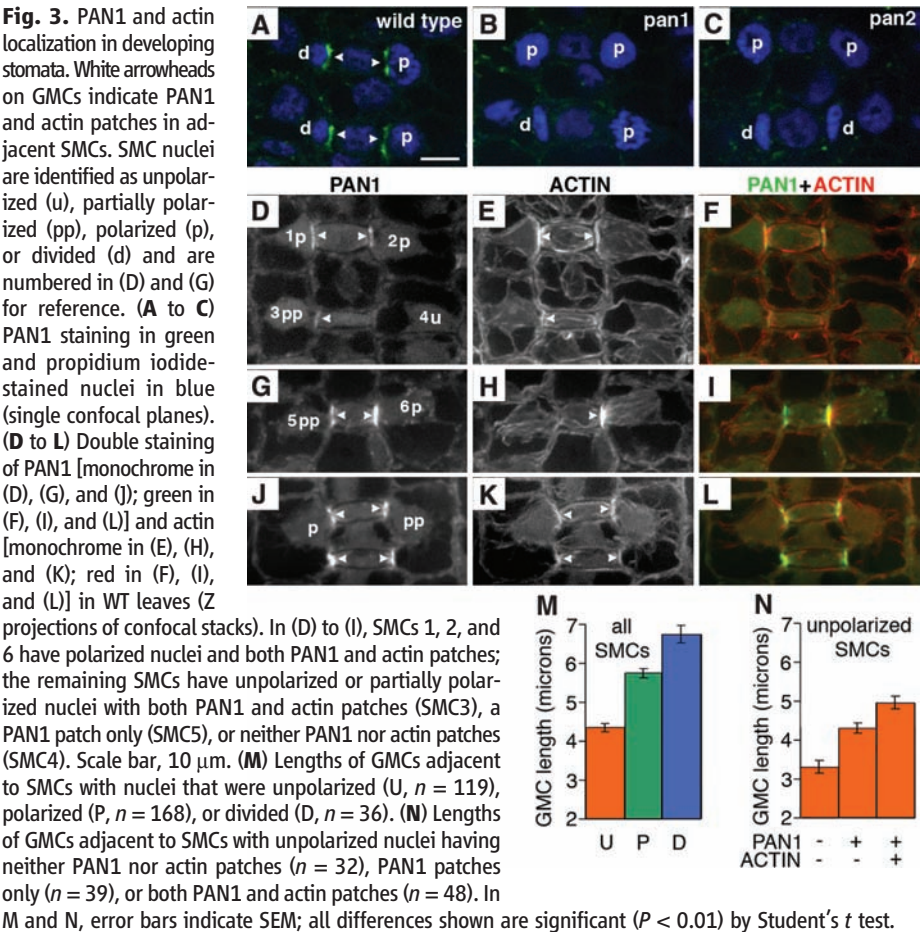 Fig. 3. PAN1 and actin
localization in developing
stomata. White arrowheads
on GMCs indicate PAN1
and actin patches in ad-
jacent SMCs. SMC nuclei
are identified as unpolar-
ized (u), partially polar-
ized (pp), polarized (p),
or divided (d) and are
numbered in (D) and (G)
for reference. (A to C)
PAN1 staining in green
and propidium iodide-
stained nuclei in blue
(single confocal planes).
(D to L) Double staining
of PAN1 [monochrome in
(D), (G), and (J); green in
(F), (I), and (L)] and actin
[monochrome in (E), (H),
and (K); red in (F), (I),
and (L)] in WT leaves (Z
projections of confocal stacks). In (D) to (I), SMCs 1, 2, and
6 have polarized nuclei and both PAN1 and actin patches;
the remaining SMCs have unpolarized or partially polar-
ized nuclei with both PAN1 and actin patches (SMC3), a
PAN1 patch only (SMC5), or neither PAN1 nor actin patches
(SMC4). Scale bar, 10 μm. (M) Lengths of GMCs adjacent
to SMCs with nuclei that were unpolarized (U, n = 119),
polarized (P, n = 168), or divided (D, n = 36). (N) Lengths
of GMCs adjacent to SMCs with unpolarized nuclei having
neither PAN1 nor actin patches (n = 32), PAN1 patches
only (n = 39), or both PAN1 and actin patches (n = 48). In
M and N, error bars indicate SEM; all differences shown are significant (P < 0.01) by Student's t test.
A wild type
d p
d p
B pan1
p p
d p
C pan2
p p
d d
PAN1 ACTIN PAN1+ACTIN
D
1p 2p
3pp 4u
E
F
G
5pp 6p
H
I
J
p pp
K
L
M
all
SMCs
GMC length (microns)
7
6
5
4
3
2
U P D
N
unpolarized
SMCs
GMC length (microns)
7
6
5
4
3
2
PAN1 - + +
ACTIN - - +